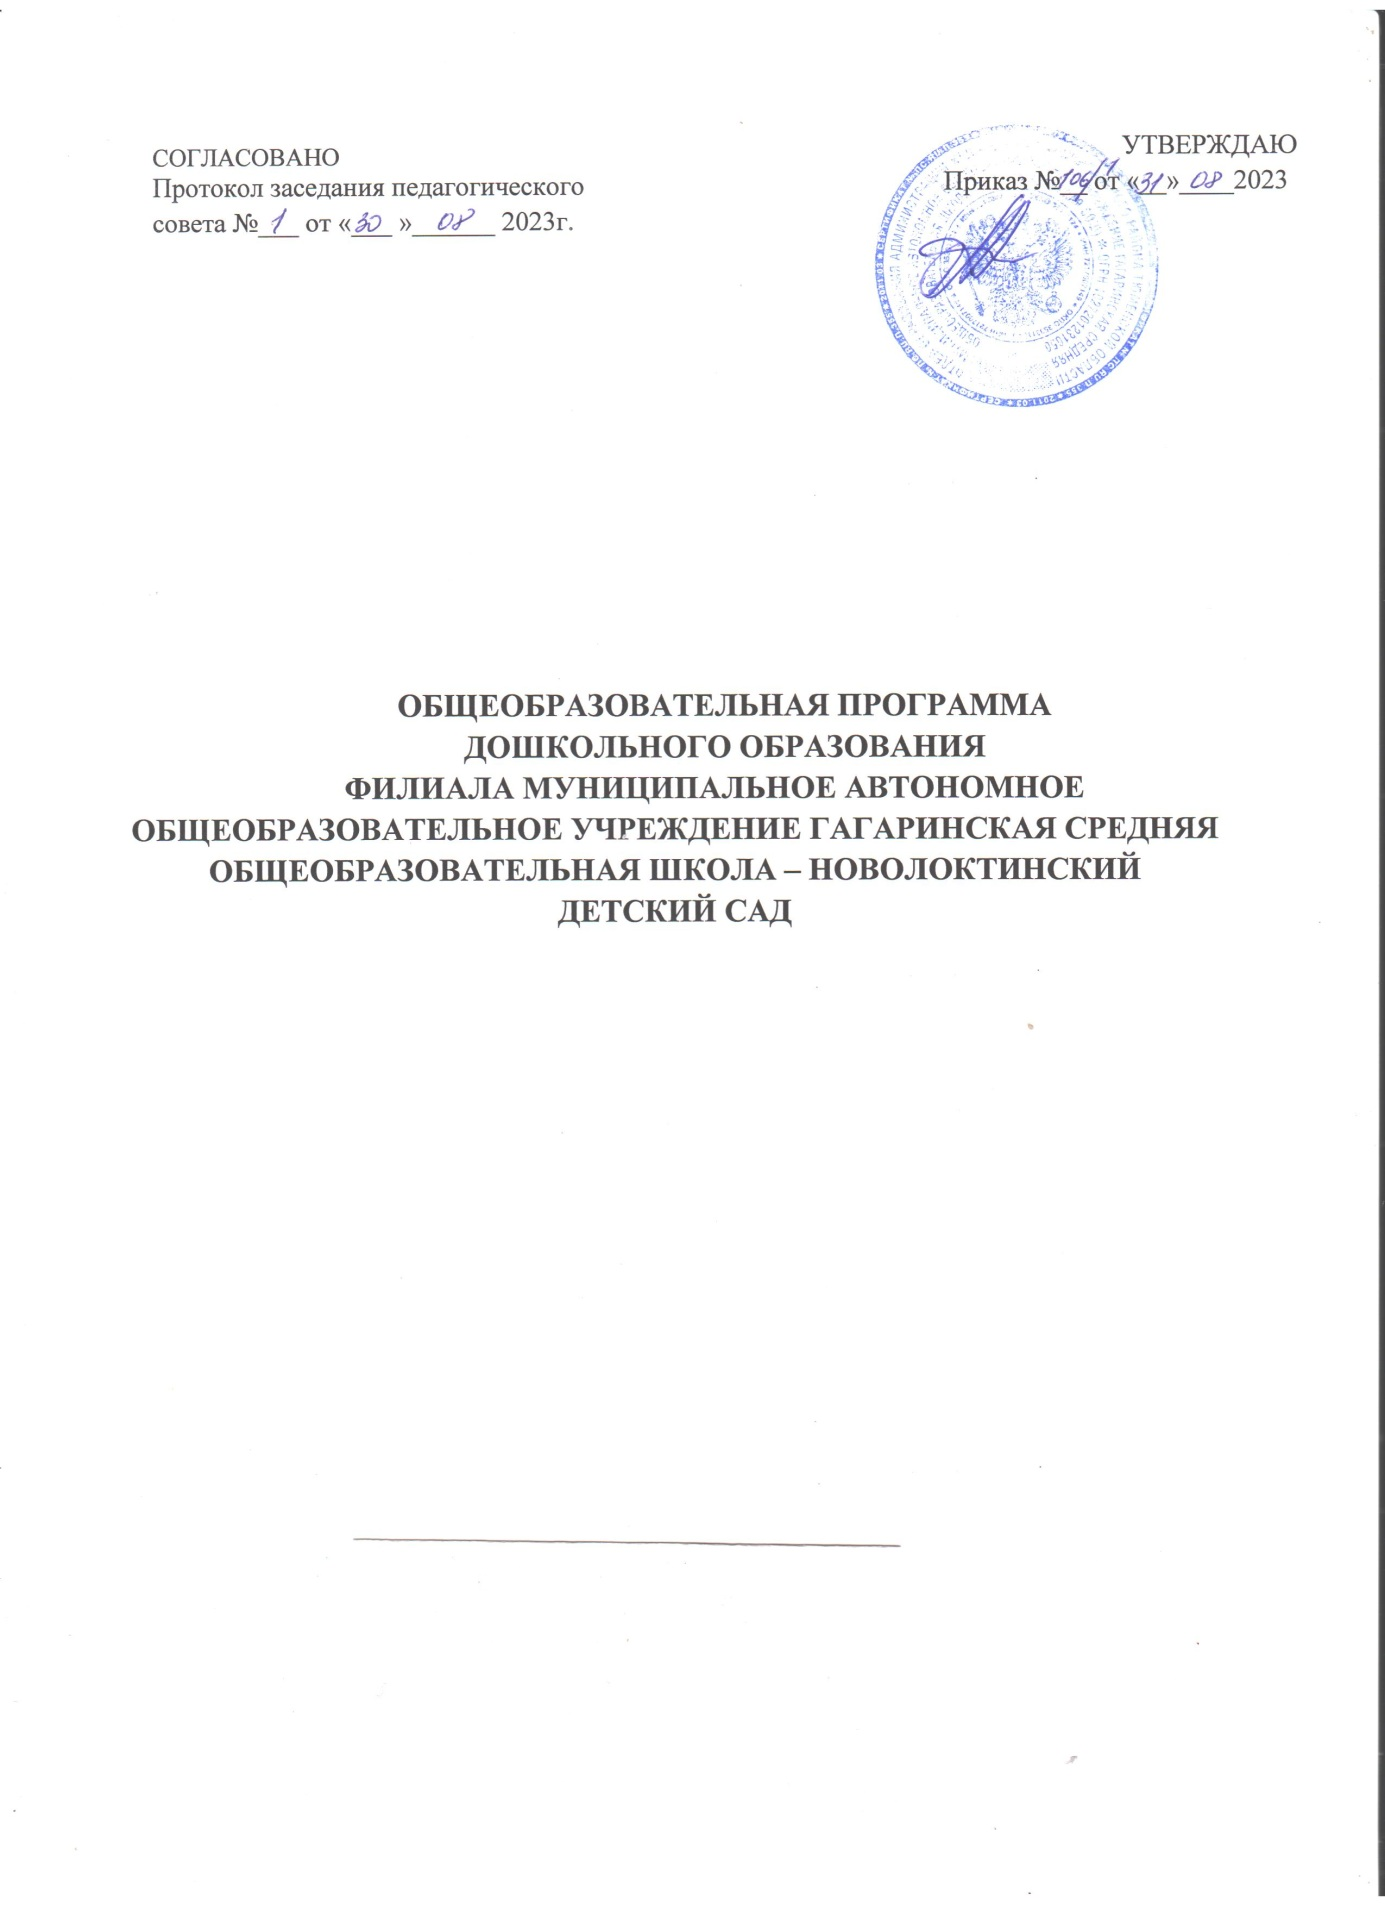 СОГЛАСОВАНО
Протокол заседания педагогического
совета № 1 от «30 » 08 2023г.
УТВЕРЖДАЮ
Приказ №106/4 от «31» 08 2023
ОБЩЕОБРАЗОВАТЕЛЬНАЯ ПРОГРАММА
ДОШКОЛЬНОГО ОБРАЗОВАНИЯ
ФИЛИАЛА МУНИЦИПАЛЬНОЕ АВТОНОМНОЕ
ОБЩЕОБРАЗОВАТЕЛЬНОЕ УЧРЕЖДЕНИЕ ГАГАРИНСКАЯ СРЕДНЯЯ
ОБЩЕОБРАЗОВАТЕЛЬНАЯ ШКОЛА – НОВОЛОКТИНСКИЙ
ДЕТСКИЙ САД